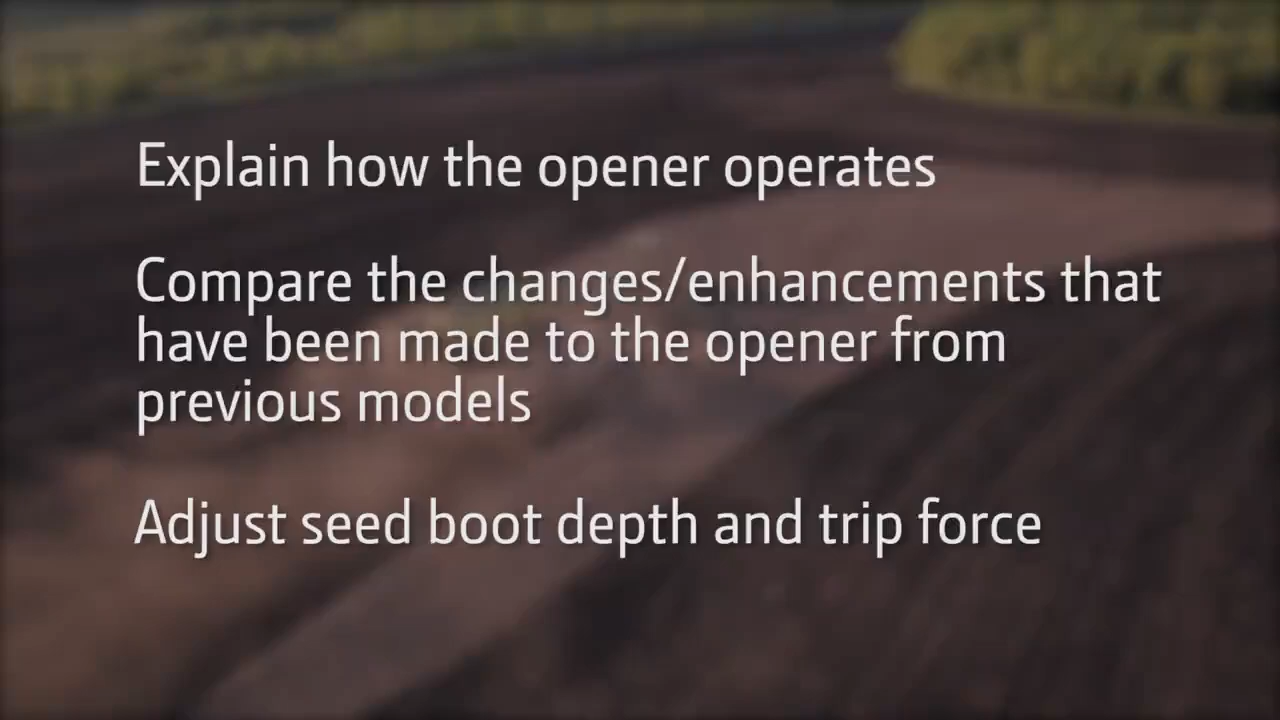 Explain how the opener operates
Compare the changes/enhancements that
have been made to the opener from
previous models
Adjust seed boot depth and trip force